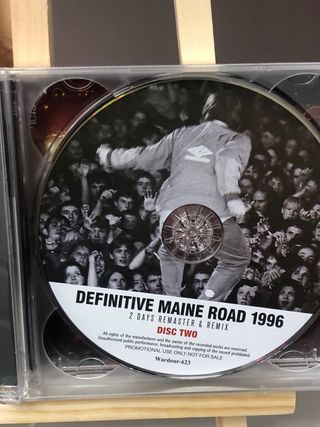 DEFINITIVE MAINE ROAD 1996
2 DAYS REMASTER & REMIX
DISC TWO
All rights of the manufacturer and the owner of the recorded works are reserved.
Unauthorized public performance, broadcasting and copying of the record prohibited.
PROMOTIONAL USE ONLY NOT FOR SALE
Wardour-623